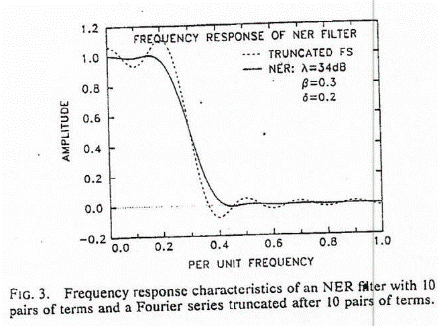 FREQUENCY RESPONSE OF NER FILTER
TRUNCATED FS
NER: λ=34dB
β=0.3
δ=0.2
1.2
1.0
0.8
0.6
0.4
0.2
0.0
-0.2
AMPLITUDE
0.0 0.2 0.4 0.6 0.8 1.0
PER UNIT FREQUENCY
FIG. 3. Frequency response characteristics of an NER filter with 10
pairs of terms and a Fourier series truncated after 10 pairs of terms.